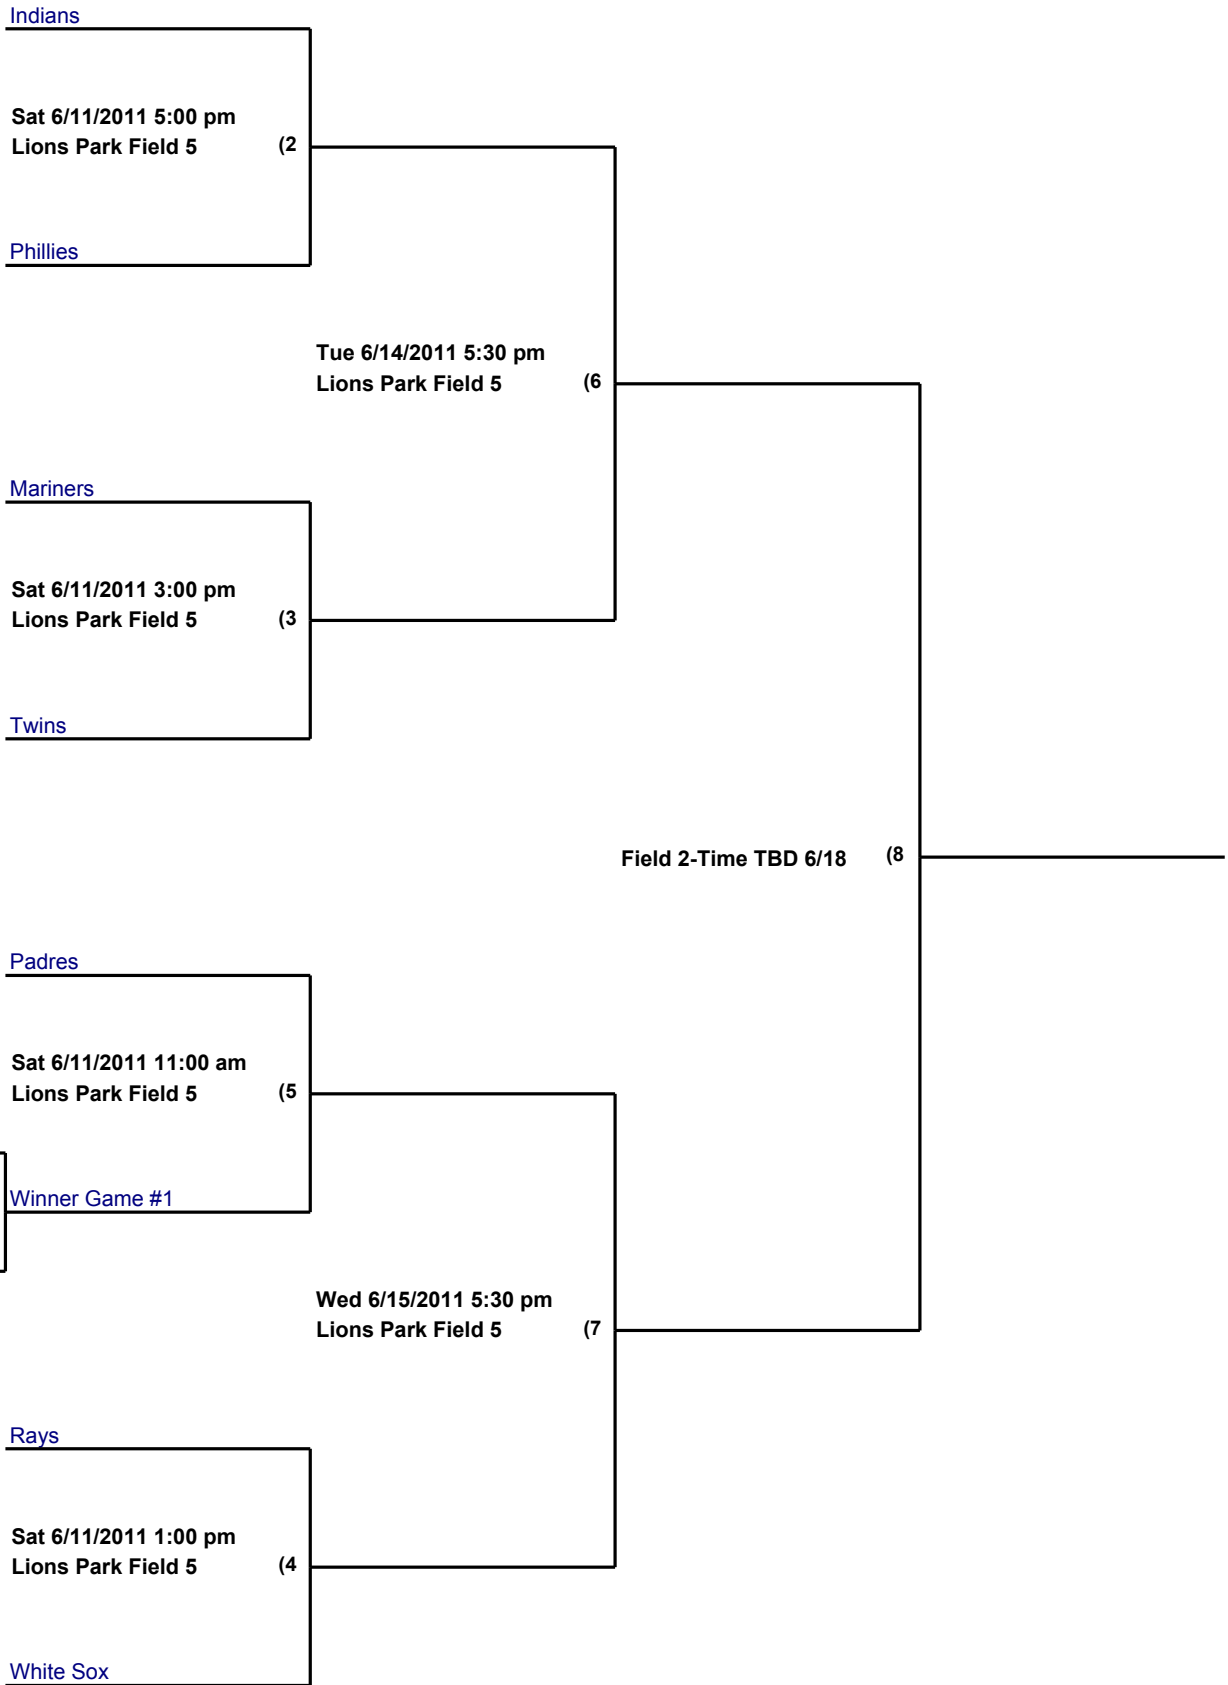 Indians
Sat 6/11/2011 5:00 pm
Lions Park Field 5 (2
Phillies
Tue 6/14/2011 5:30 pm
Lions Park Field 5 (6
Mariners
Sat 6/11/2011 3:00 pm
Lions Park Field 5 (3
Twins
Field 2-Time TBD 6/18 (8
Padres
Sat 6/11/2011 11:00 am
Lions Park Field 5 (5
Winner Game #1
Wed 6/15/2011 5:30 pm
Lions Park Field 5 (7
Rays
Sat 6/11/2011 1:00 pm
Lions Park Field 5 (4
White Sox